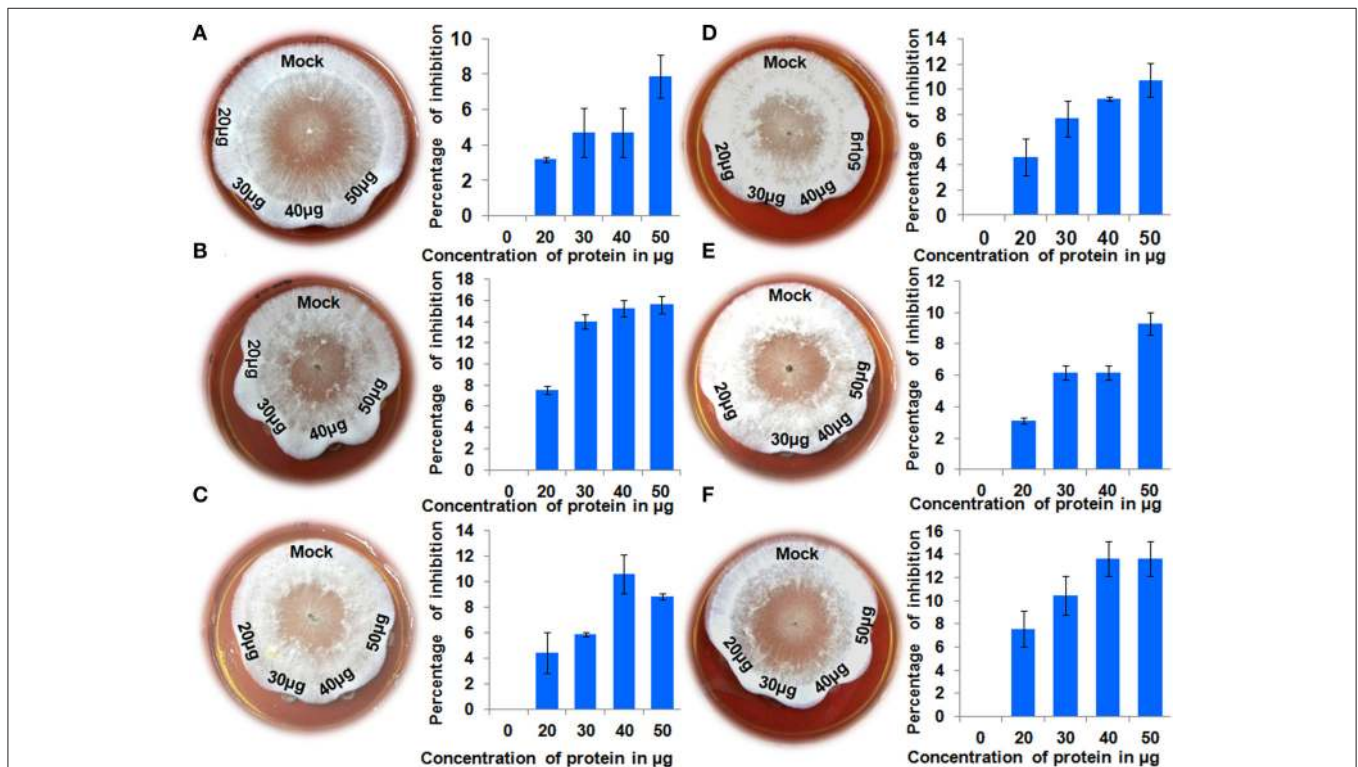 A
Mock
20µg
30µg
40µg
50µg
Percentage of inhibition
10
8
6
4
2
0
0 20 30 40 50
Concentration of protein in µg
B
Mock
20µg
30µg
40µg
50µg
Percentage of inhibition
18
16
14
12
10
8
6
4
2
0
0 20 30 40 50
Concentration of protein in µg
C
Mock
20µg
30µg
40µg
50µg
Percentage of inhibition
14
12
10
8
6
4
2
0
0 20 30 40 50
Concentration of protein in µg
D
Mock
20µg
30µg
40µg
50µg
Percentage of inhibition
14
12
10
8
6
4
2
0
0 20 30 40 50
Concentration of protein in µg
E
Mock
20µg
30µg
40µg
50µg
Percentage of inhibition
12
10
8
6
4
2
0
0 20 30 40 50
Concentration of protein in µg
F
Mock
20µg
30µg
40µg
50µg
Percentage of inhibition
16
14
12
10
8
6
4
2
0
0 20 30 40 50
Concentration of protein in µg